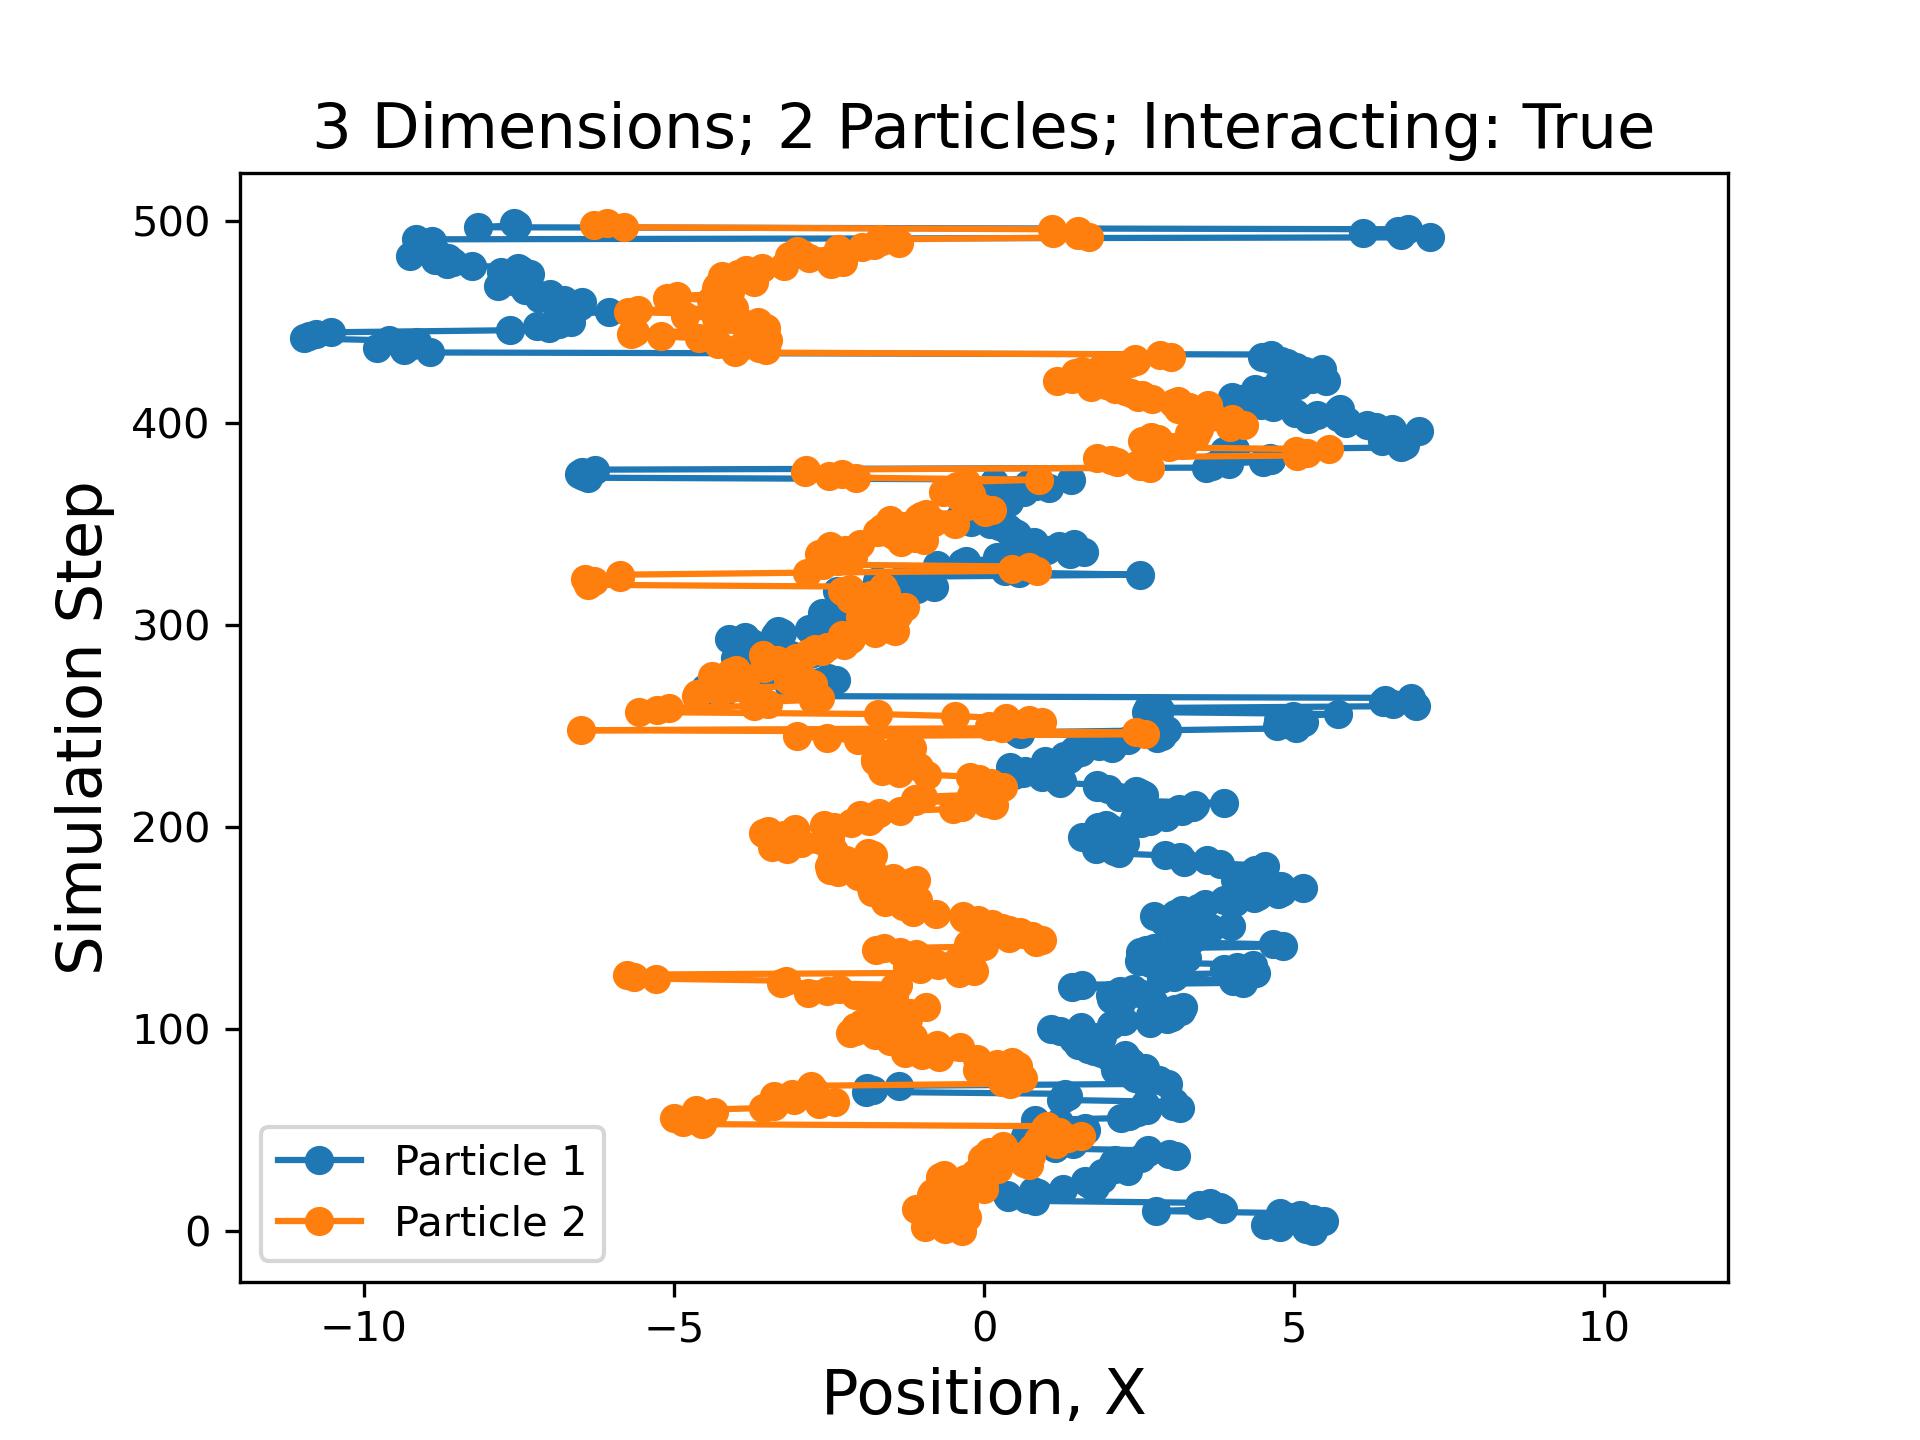 3 Dimensions; 2 Particles; Interacting: True
Simulation Step
500
400
300
200
100
0
Particle 1
Particle 2
−10
−5
0
5
10
Position, X